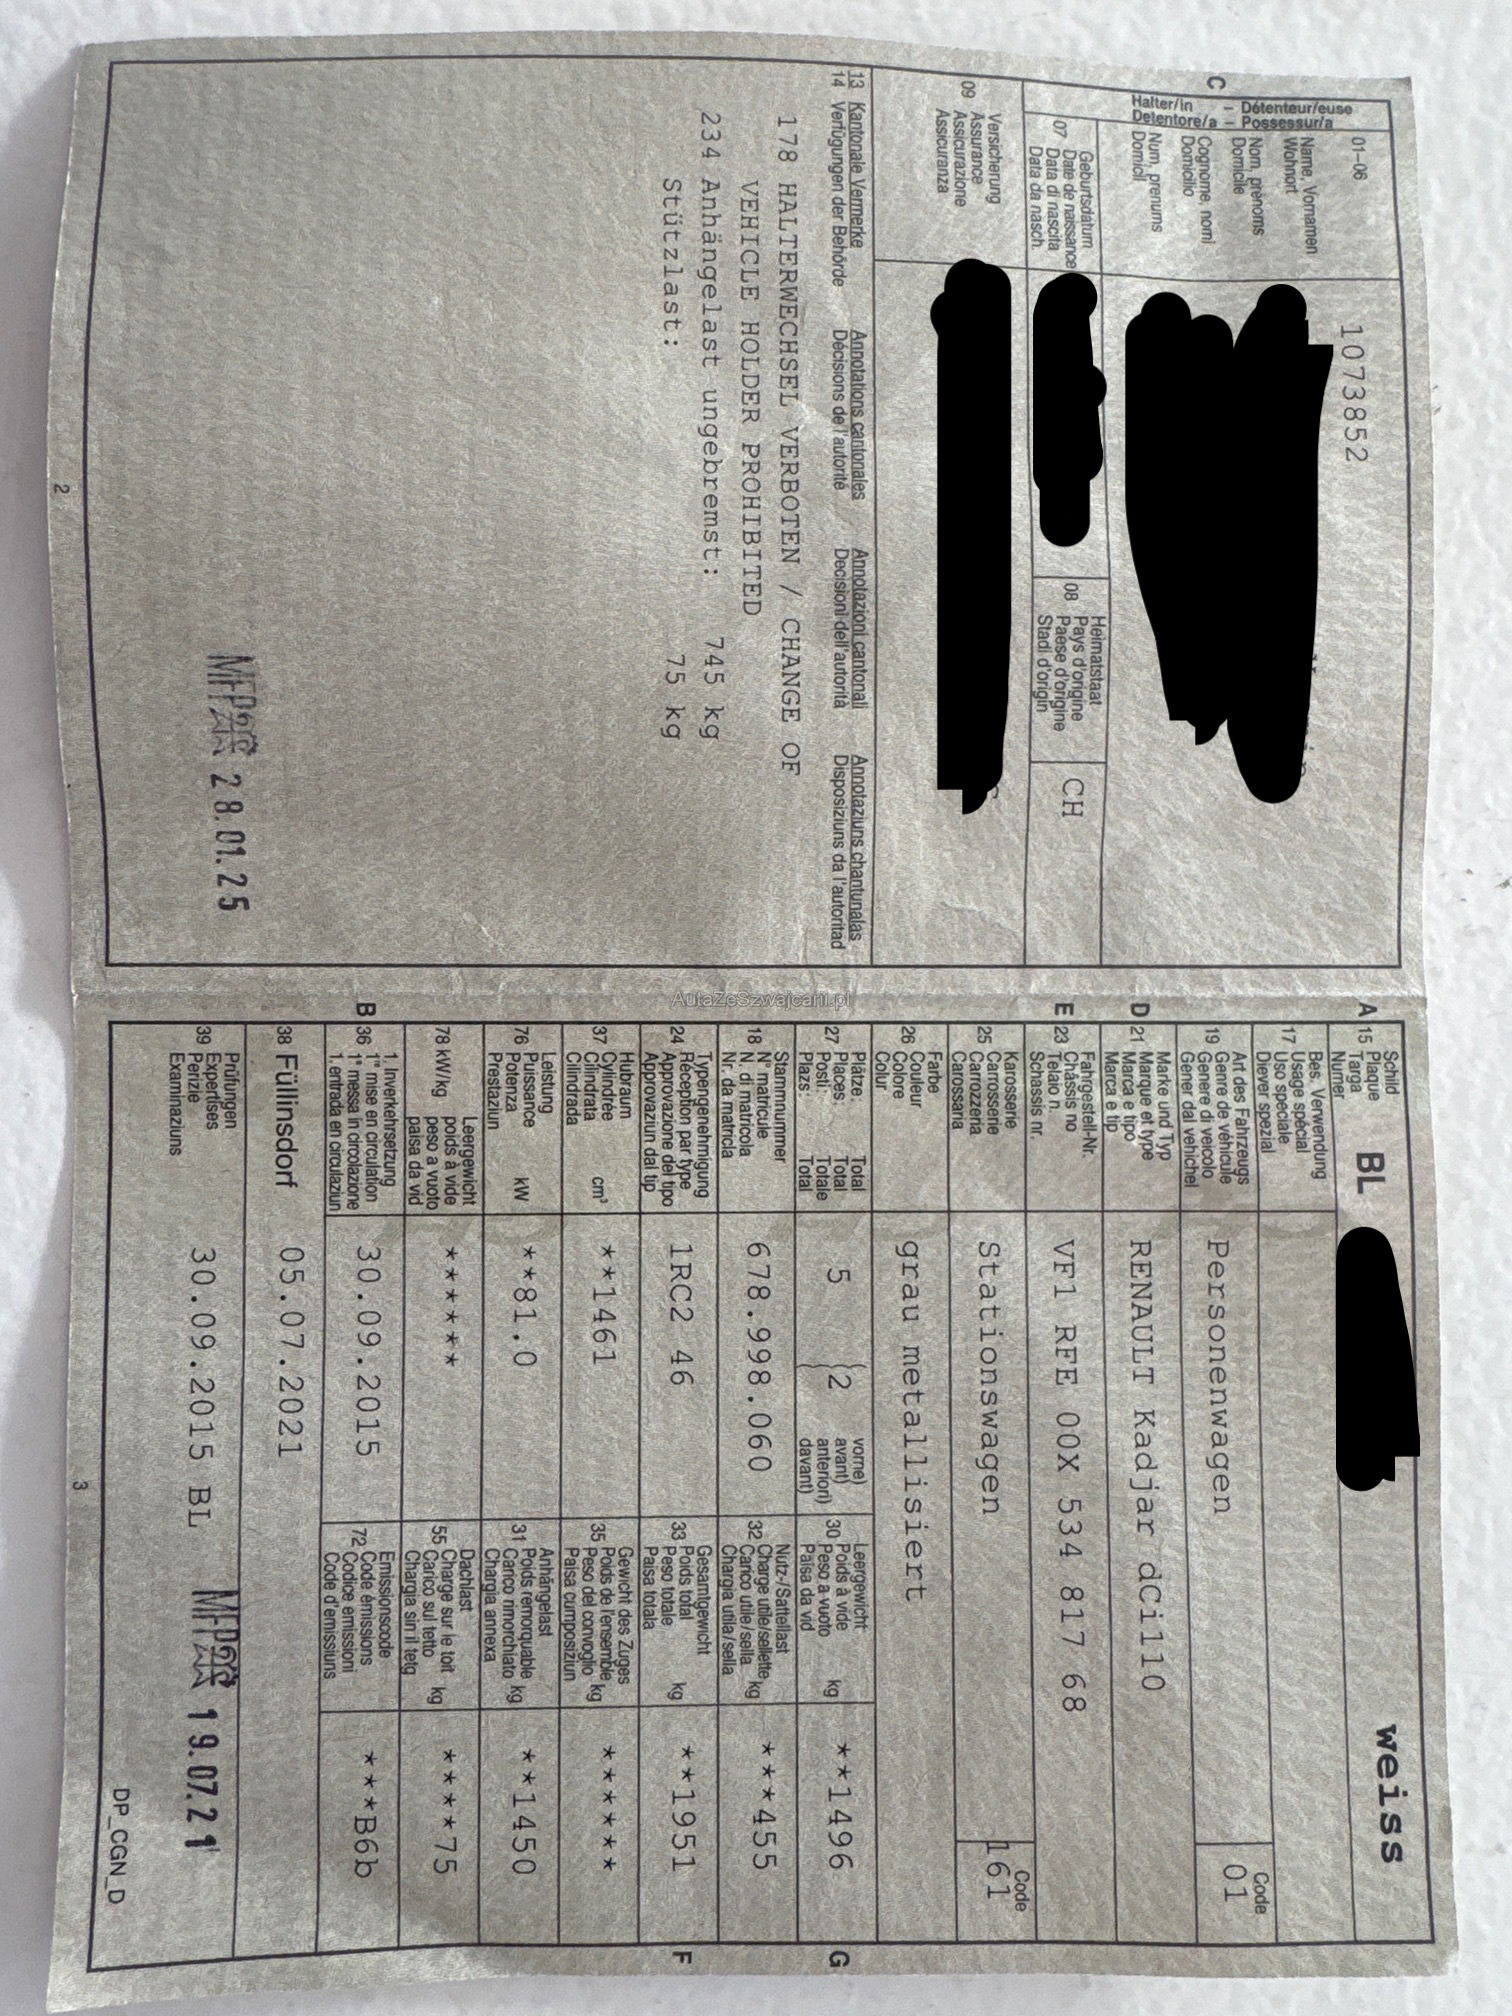 C
Halter/in – Détenteur/euse
Detentore/a – Possessur/a
01–06
Name, Vornamen
Wohnort
Nom, prénoms
Domicile
Cognome, nomi
Domicilio
Num, prenums
Domicil
1073852
07
Geburtsdatum
Date de naissance
Data di nascita
Data da nasch.
08
Heimatstaat
Pays d'origine
Paese d'origine
Stadi d'origin
CH
09
Versicherung
Assurance
Assicurazione
Assicuranza
13 Kantonale Vermerke Annotations cantonales Annotazioni cantonali Annotaziuns chantunalas
14 Verfügungen der Behörde Décisions de l'autorité Decisioni dell'autorità Disposiziuns da l'autoritad
178 HALTERWECHSEL VERBOTEN / CHANGE OF
VEHICLE HOLDER PROHIBITED
234 Anhängelast ungebremst: 745 kg
Stützlast: 75 kg
28.01.25
2
AutaZeSzwajcarii.pl
A 15
Schild
Plaque
Targa
Numer
BL
weiss
17
Bes. Verwendung
Usage spécial
Uso speciale
Diever spezial
19
Art des Fahrzeugs
Genre de véhicule
Genere di veicolo
Gener dal vehichel
Personenwagen
Code
01
D 21
Marke und Typ
Marque et type
Marca e tipo
Marca e tip
RENAULT Kadjar dCi110
E 23
Fahrgestell-Nr.
Châssis no
Telaio n.
Schassis nr.
VF1 RFE 00X 534 817 68
25
Karosserie
Carrosserie
Carrozzeria
Carossaria
Stationswagen
Code
161
26
Farbe
Couleur
Colore
Colur
grau metallisiert
27
Plätze: Total
Places: Total
Posti: Totale
Plazs: Total
5 (2
vorne)
avant)
anteriori)
davant)
30
Leergewicht
Poids à vide
Peso a vuoto
Paisa da vid
kg
**1496
G
18
Stammnummer
N° matricule
N. di matricola
Nr. da matricla
678.998.060
32
Nutz-/Sattellast
Charge utile/sellette
Carico utile/sella
Chargia utila/sella
kg
***455
24
Typengenehmigung
Réception par type
Approvazione del tipo
Approvaziun dal tip
1RC2 46
33
Gesamtgewicht
Poids total
Peso totale
Paisa totala
kg
**1951
F
37
Hubraum
Cylindrée
Cilindrata
Cilindrada
cm³
**1461
35
Gewicht des Zuges
Poids de l'ensemble
Peso del convoglio
Paisa cumposiziun
kg
******
76
Leistung
Puissance
Potenza
Prestaziun
kW
**81.0
31
Anhängelast
Poids remorquable
Carico rimorchiato
Chargia annexa
kg
**1450
78 kW/kg
Leergewicht
poids à vide
peso a vuoto
paisa da vid
******
55
Dachlast
Charge sur le toit
Carico sul tetto
Chargia sin il tetg
kg
****75
B 36
1. Inverkehrsetzung
1re mise en circulation
1a messa in circolazione
1. entrada en circulaziun
30.09.2015
72
Emissionscode
Code émissions
Codice emissioni
Code d'emissiuns
***B6b
38 Füllinsdorf 05.07.2021
39
Prüfungen
Expertises
Perizie
Examinaziuns
30.09.2015 BL
19.07.21
DP_CGN_D
3